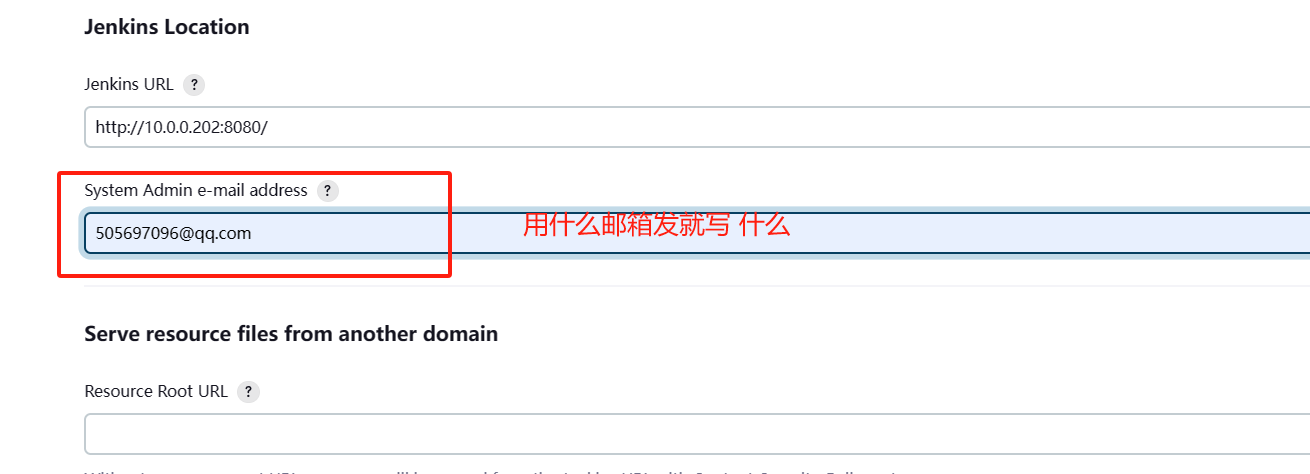 Jenkins Location
Jenkins URL ?
http://10.0.0.202:8080/
System Admin e-mail address ?
505697096@qq.com
用什么邮箱发就写 什么
Serve resource files from another domain
Resource Root URL ?